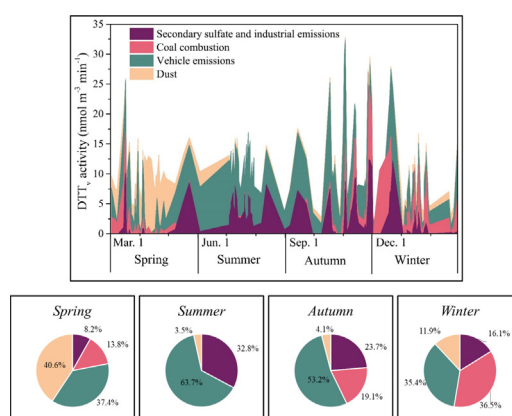 35
30
25
20
15
10
5
0
DTTv activity (nmol m-3 min-1)
Secondary sulfate and industrial emissions
Coal combustion
Vehicle emissions
Dust
Mar. 1
Jun. 1
Sep. 1
Dec. 1
Spring
Summer
Autumn
Winter
Spring
8.2%
13.8%
40.6%
37.4%
Summer
3.5%
32.8%
63.7%
Autumn
4.1%
23.7%
53.2%
19.1%
Winter
11.9%
16.1%
35.4%
36.5%